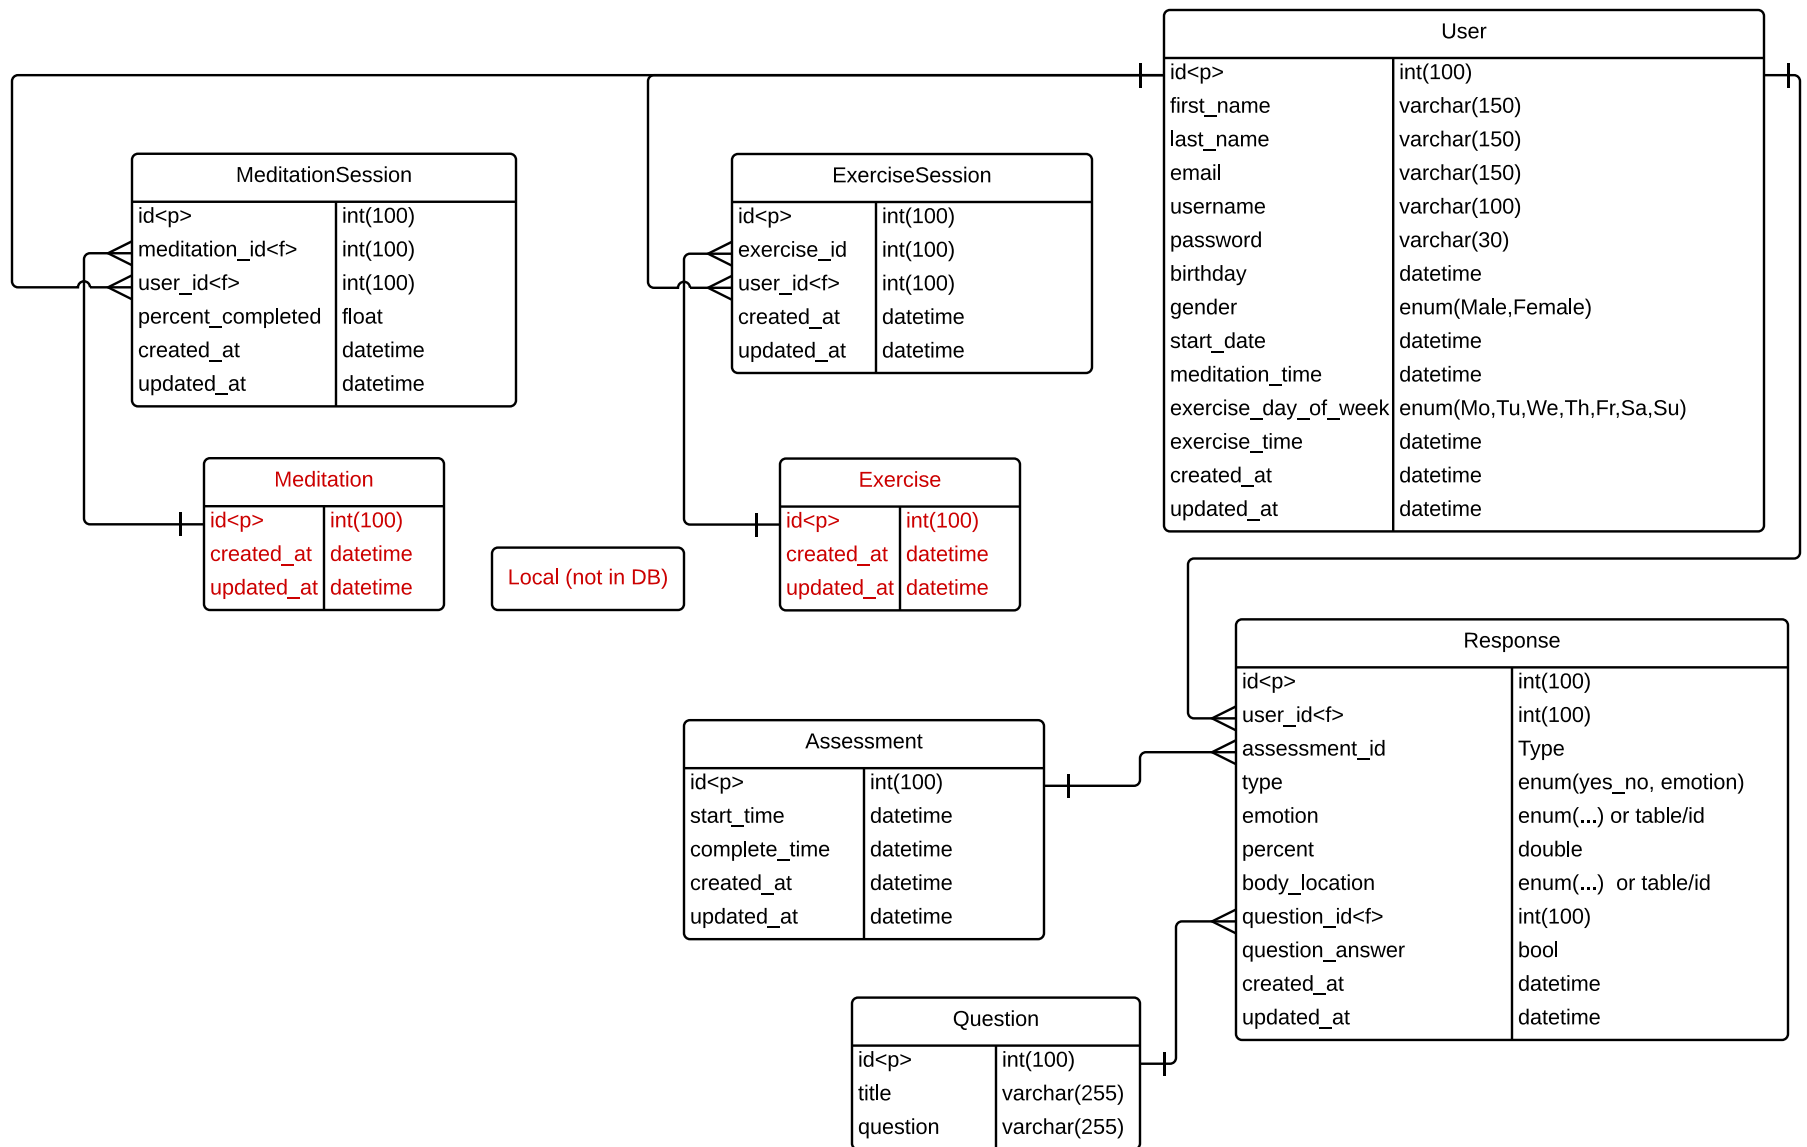 User
id<p> int(100)
first_name varchar(150)
last_name varchar(150)
email varchar(150)
username varchar(100)
password varchar(30)
birthday datetime
gender enum(Male,Female)
start_date datetime
meditation_time datetime
exercise_day_of_week enum(Mo,Tu,We,Th,Fr,Sa,Su)
exercise_time datetime
created_at datetime
updated_at datetime
MeditationSession
id<p> int(100)
meditation_id<f> int(100)
user_id<f> int(100)
percent_completed float
created_at datetime
updated_at datetime
ExerciseSession
id<p> int(100)
exercise_id int(100)
user_id<f> int(100)
created_at datetime
updated_at datetime
Meditation
id<p> int(100)
created_at datetime
updated_at datetime
Local (not in DB)
Exercise
id<p> int(100)
created_at datetime
updated_at datetime
Response
id<p> int(100)
user_id<f> int(100)
assessment_id Type
type enum(yes_no, emotion)
emotion enum(...) or table/id
percent double
body_location enum(...) or table/id
question_id<f> int(100)
question_answer bool
created_at datetime
updated_at datetime
Assessment
id<p> int(100)
start_time datetime
complete_time datetime
created_at datetime
updated_at datetime
Question
id<p> int(100)
title varchar(255)
question varchar(255)